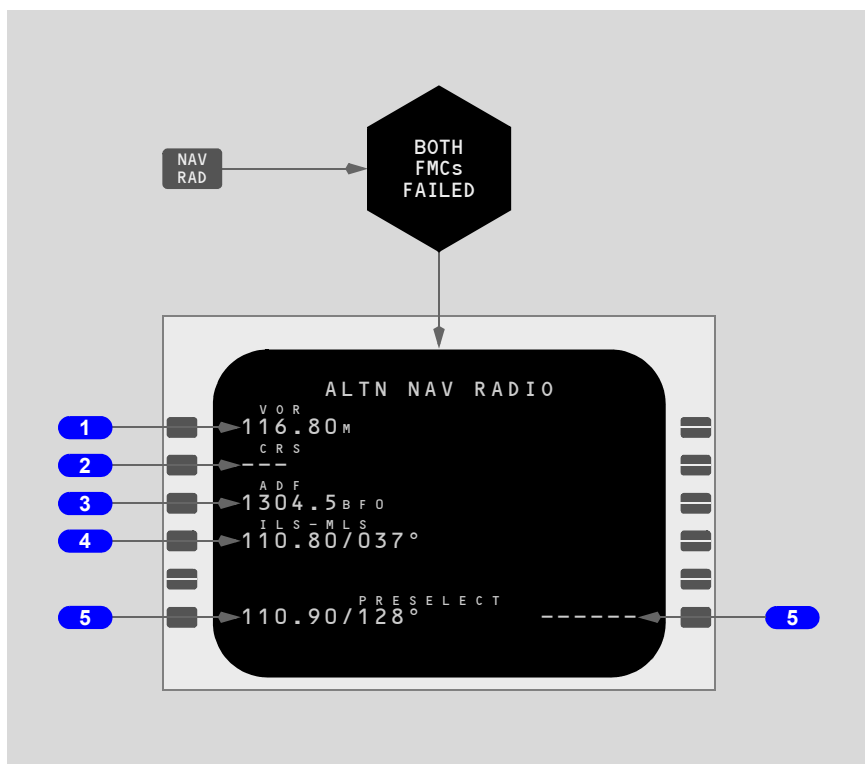 BOTH
FMCs
FAILED
NAV
RAD
ALTN NAV RADIO
VOR
1 116.80M
CRS
2 ---
ADF
3 1304.5BFO
ILS-MLS
4 110.80/037°
PRESELECT
5 110.90/128° ------ 5